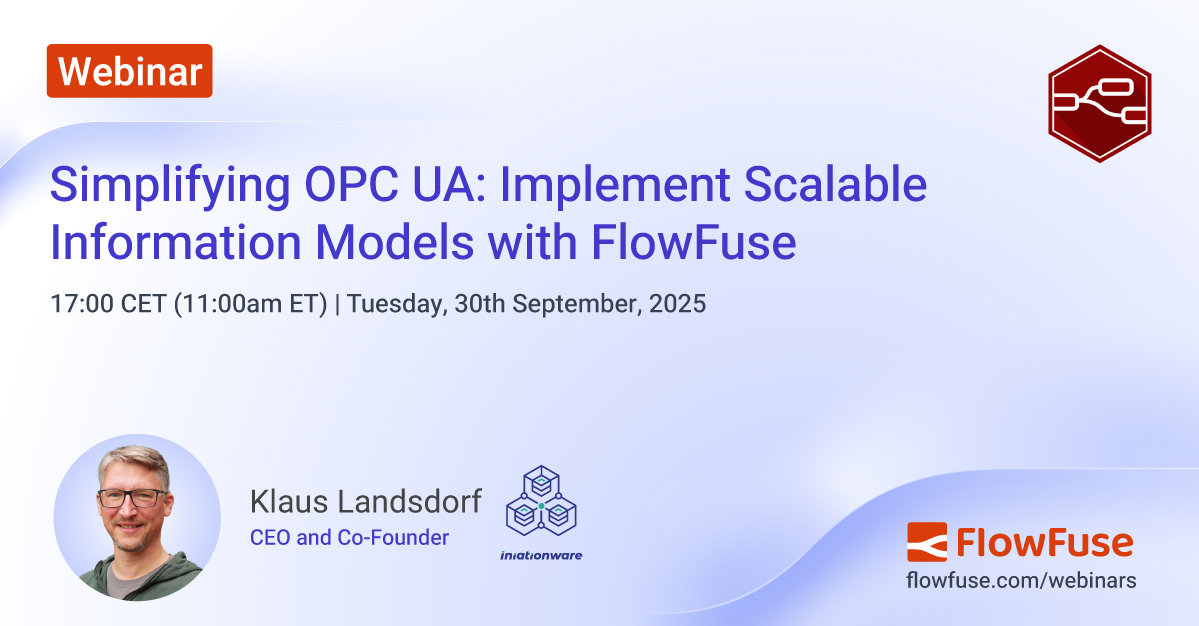 Webinar
Simplifying OPC UA: Implement Scalable
Information Models with FlowFuse
17:00 CET (11:00am ET) | Tuesday, 30th September, 2025
Klaus Landsdorf
CEO and Co-Founder
iniationware
FlowFuse
flowfuse.com/webinars